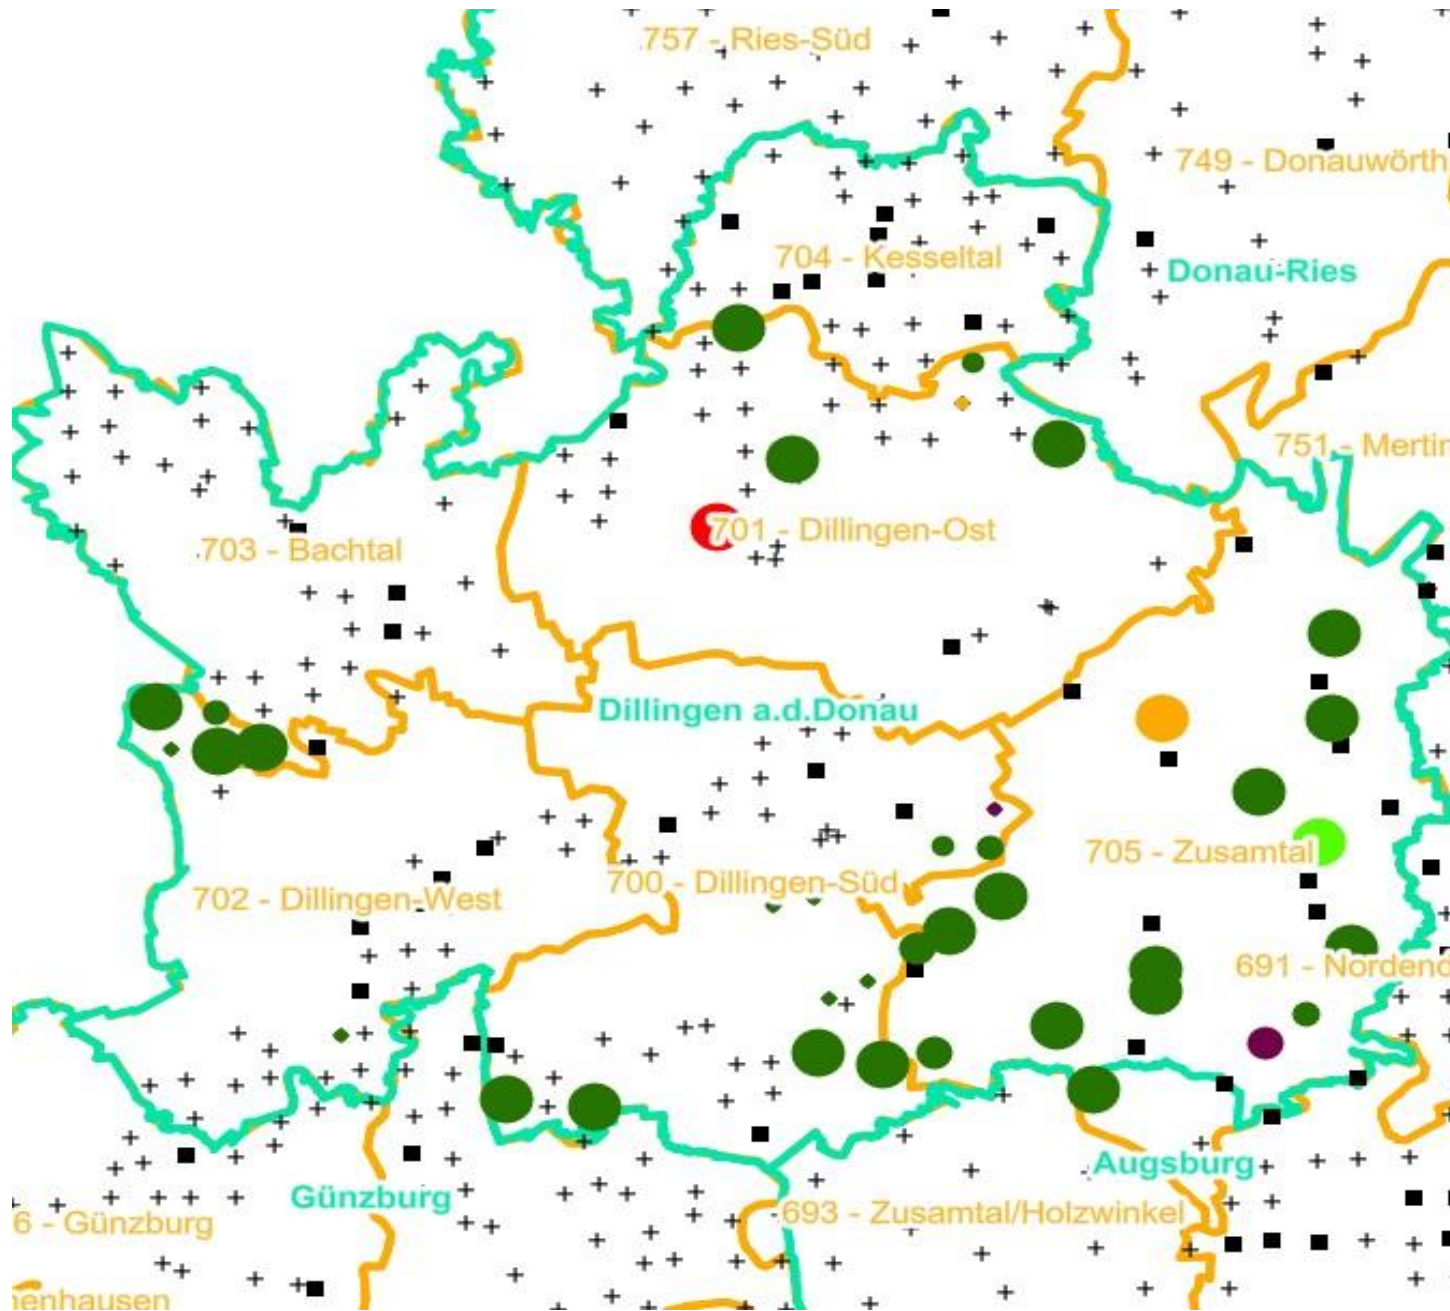 757 - Ries-Süd
749 - Donauwörth
704 - Kesseltal
Donau-Ries
751 - Mertin
703 - Bachtal
701 - Dillingen-Ost
Dillingen a.d.Donau
705 - Zusamtal
702 - Dillingen-West
700 - Dillingen-Süd
691 - Nordend
Augsburg
Günzburg
693 - Zusamtal/Holzwinkel
6 - Günzburg
enhausen